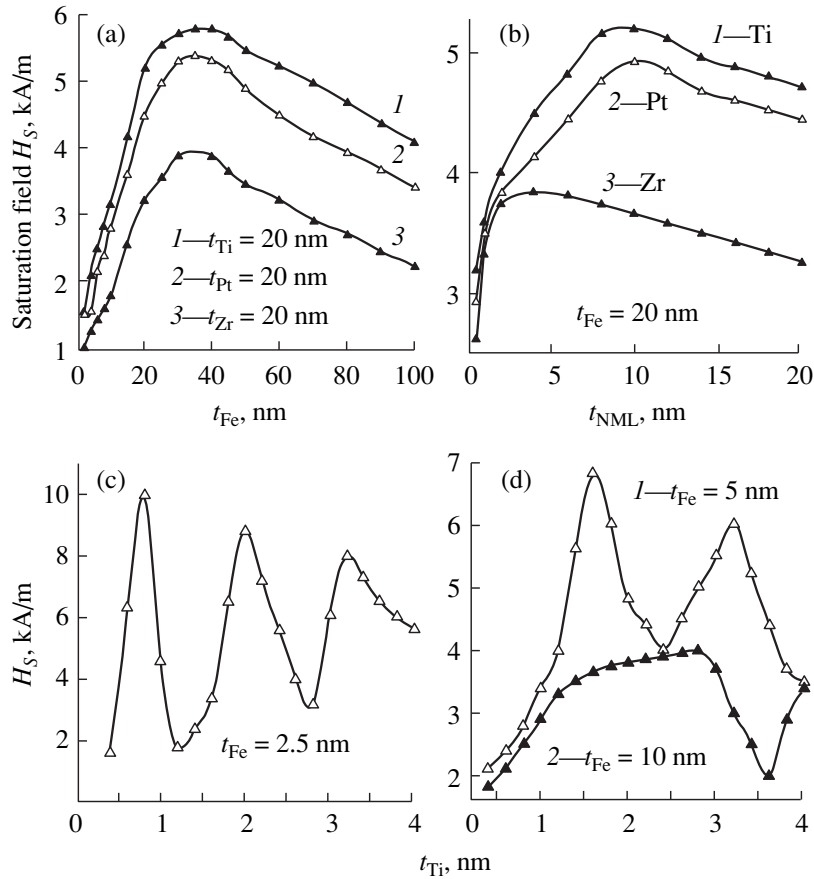 (a)
Saturation field H_S, kA/m
6
5
4
3
2
1
0
20
40
60
80
100
t_Fe, nm
1
2
3
1—t_Ti = 20 nm
2—t_Pt = 20 nm
3—t_Zr = 20 nm
(b)
5
4
3
0
5
10
15
20
t_NML, nm
1—Ti
2—Pt
3—Zr
t_Fe = 20 nm
(c)
H_S, kA/m
10
8
6
4
2
0
1
2
3
4
t_Fe = 2.5 nm
(d)
7
6
5
4
3
2
0
1
2
3
4
1—t_Fe = 5 nm
2—t_Fe = 10 nm
t_Ti, nm